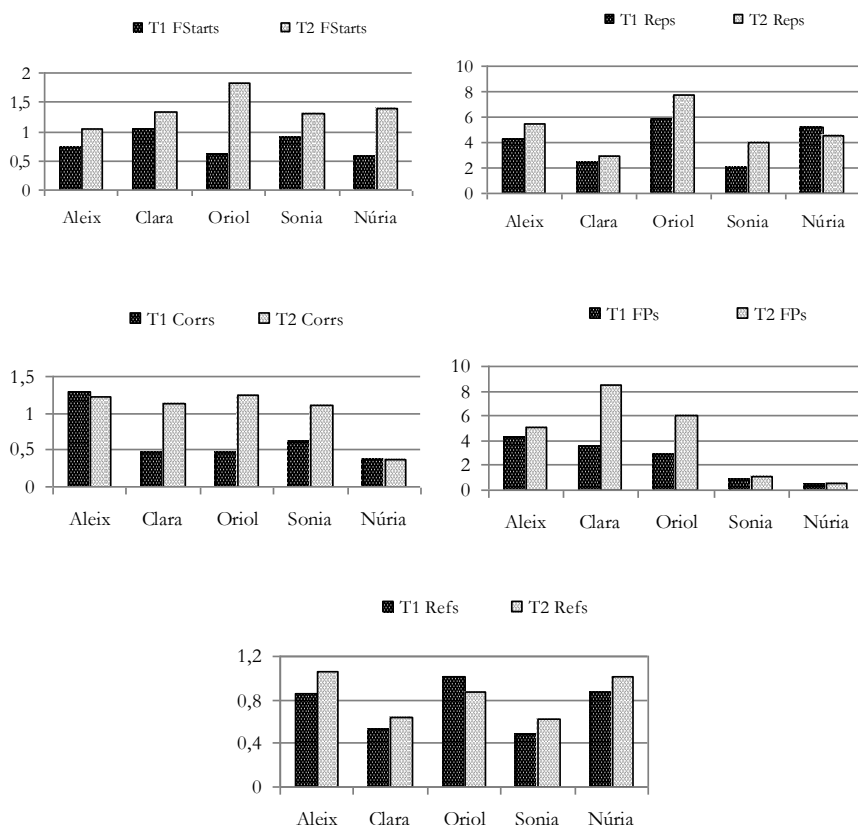 T1 FStarts T2 FStarts
2
1,5
1
0,5
0
Aleix Clara Oriol Sonia Núria
T1 Reps T2 Reps
10
8
6
4
2
0
Aleix Clara Oriol Sonia Núria
T1 Corrs T2 Corrs
1,5
1
0,5
0
Aleix Clara Oriol Sonia Núria
T1 FPs T2 FPs
10
8
6
4
2
0
Aleix Clara Oriol Sonia Núria
T1 Refs T2 Refs
1,2
0,8
0,4
0
Aleix Clara Oriol Sonia Núria